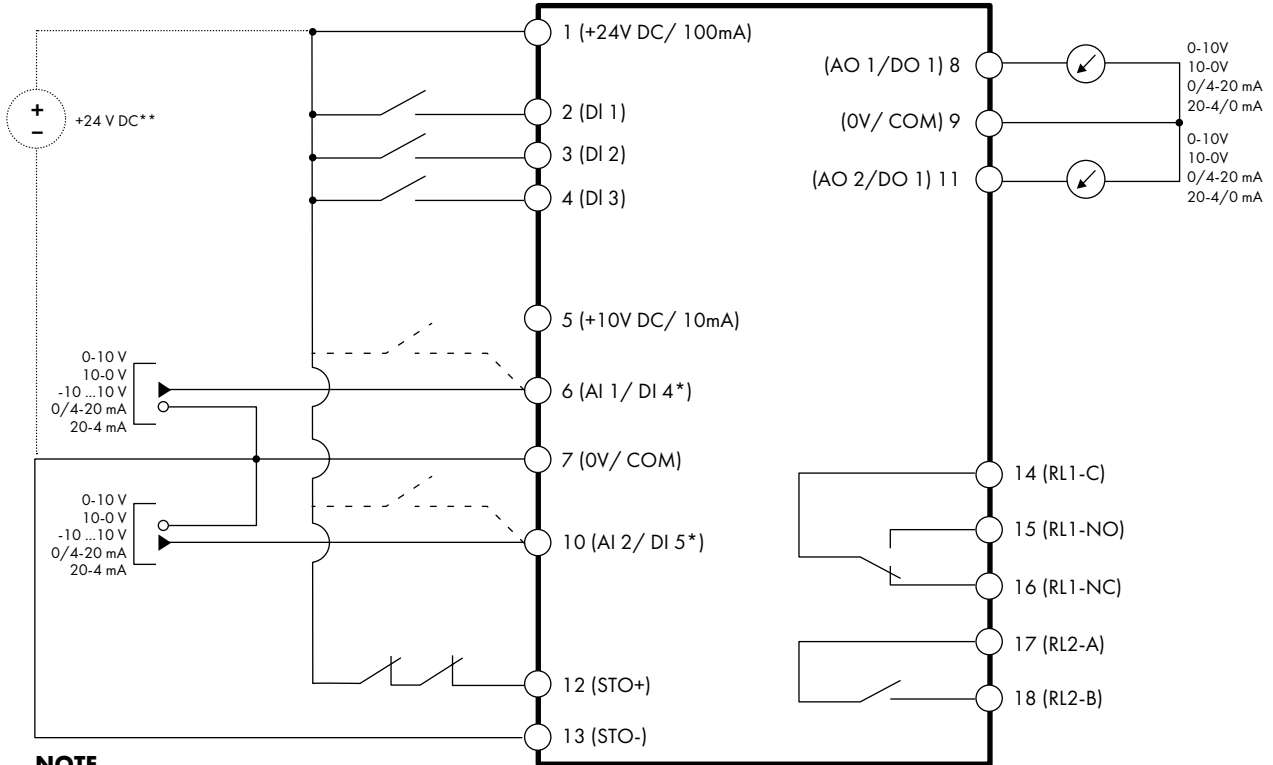 1 (+24V DC/ 100mA)
2 (DI 1)
3 (DI 2)
4 (DI 3)
5 (+10V DC/ 10mA)
6 (AI 1/ DI 4*)
7 (0V/ COM)
10 (AI 2/ DI 5*)
12 (STO+)
13 (STO-)
+
−
+24 V DC**
0-10 V
10-0 V
-10 ...10 V
0/4-20 mA
20-4 mA
0-10 V
10-0 V
-10 ...10 V
0/4-20 mA
20-4 mA
(AO 1/DO 1) 8
(0V/ COM) 9
(AO 2/DO 1) 11
0-10V
10-0V
0/4-20 mA
20-4/0 mA
0-10V
10-0V
0/4-20 mA
20-4/0 mA
14 (RL1-C)
15 (RL1-NO)
16 (RL1-NC)
17 (RL2-A)
18 (RL2-B)
NOTE